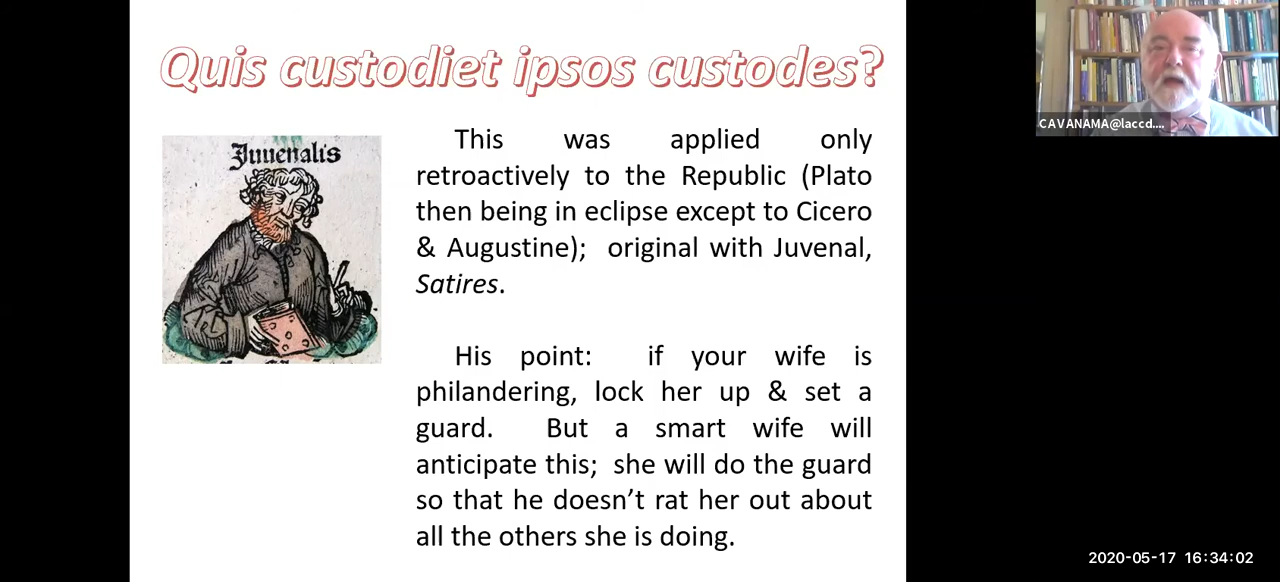 Quis custodiet ipsos custodes?
Juuenalis
This was applied only
retroactively to the Republic (Plato
then being in eclipse except to Cicero
& Augustine); original with Juvenal,
Satires.
His point: if your wife is
philandering, lock her up & set a
guard. But a smart wife will
anticipate this; she will do the guard
so that he doesn’t rat her out about
all the others she is doing.
CAVANAMA@laccd....
2020-05-17 16:34:02